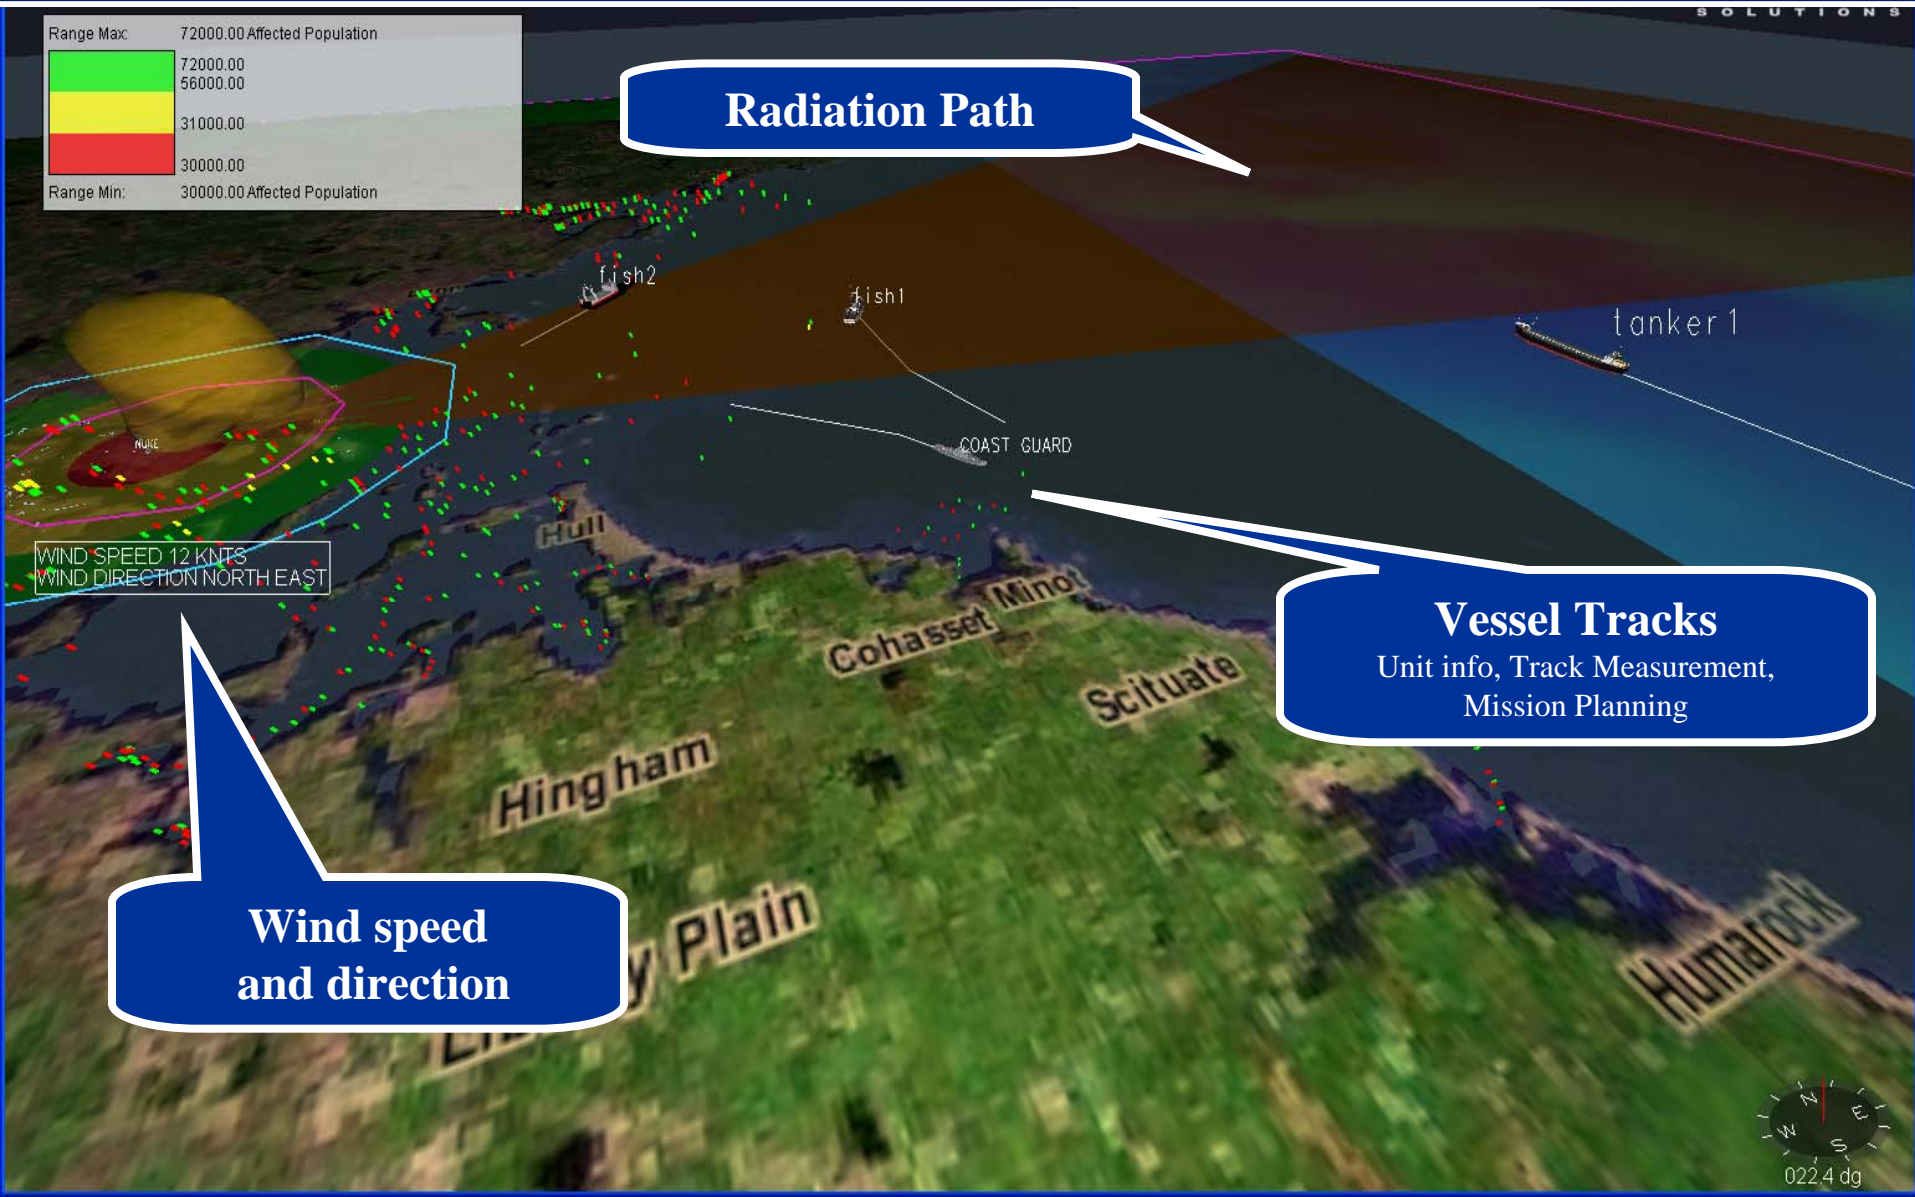 SOLUTIONS
Range Max: 72000.00 Affected Population
72000.00
56000.00
31000.00
30000.00
Range Min: 30000.00 Affected Population
Radiation Path
fish2
fish1
tanker1
NUKE
COAST GUARD
Hull
WIND SPEED 12 KNTS
WIND DIRECTION NORTH EAST
Minot
Cohasset
Scituate
Vessel Tracks
Unit info, Track Measurement,
Mission Planning
Hingham
Wind speed
and direction
Plain
Humarock
N
E
W
S
022.4 dg